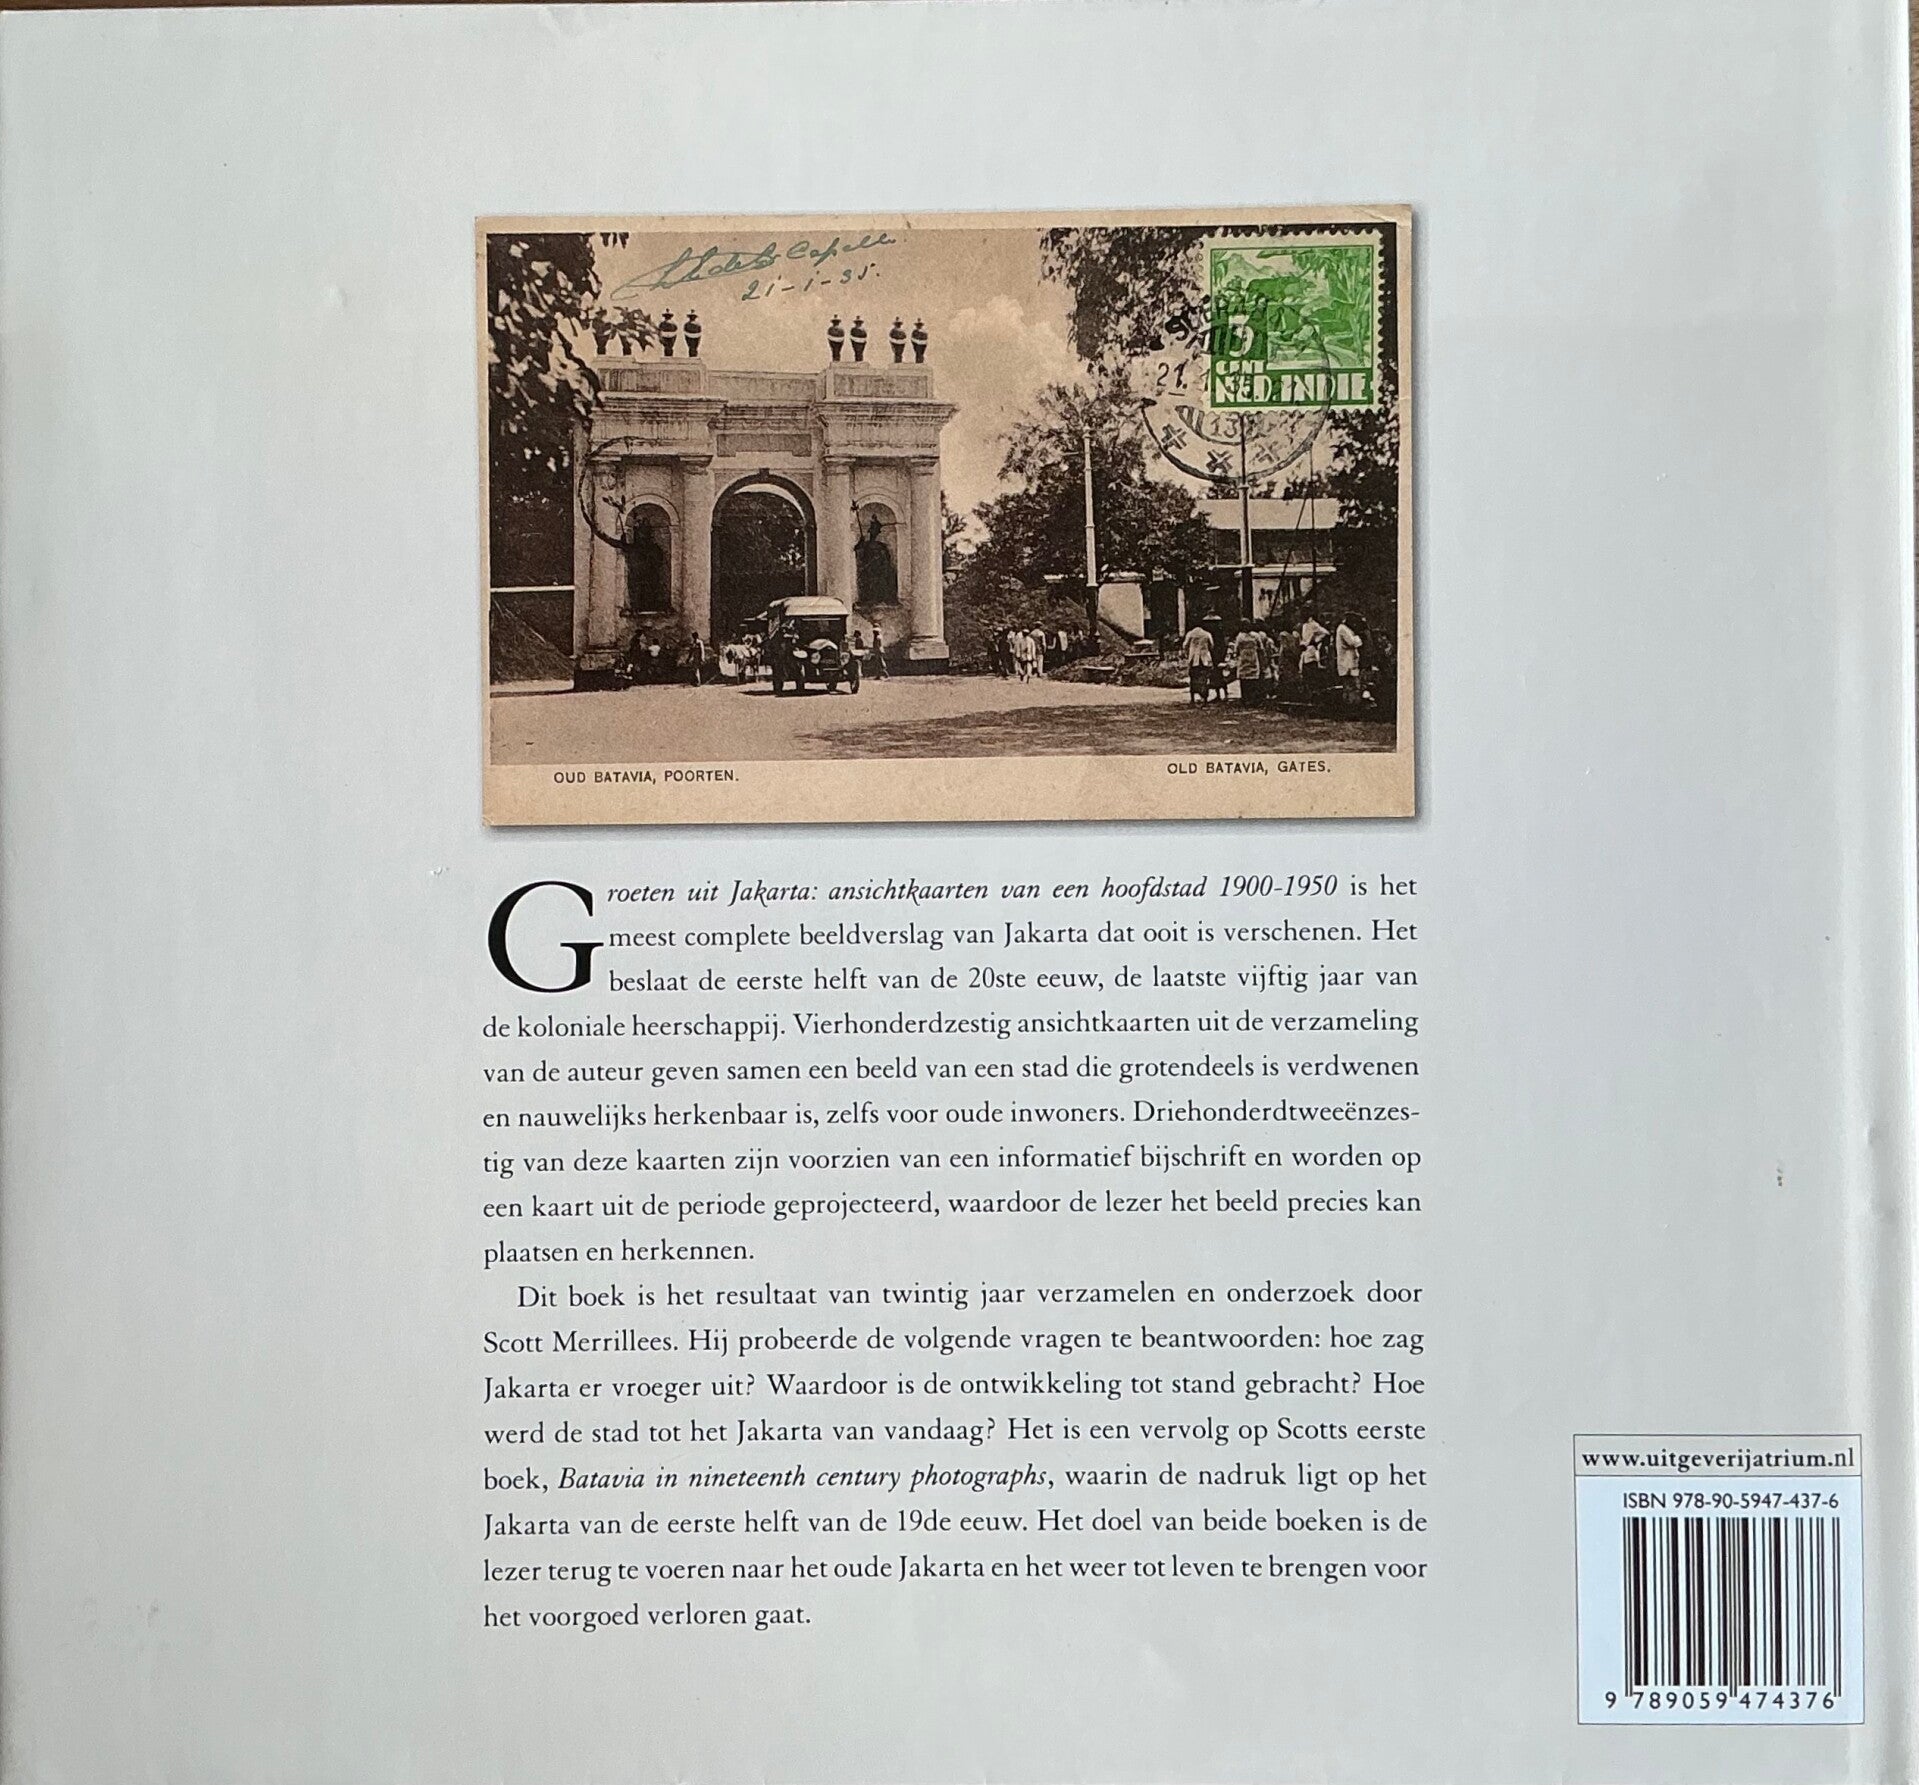 21-1-35.
5
CENT
NED.INDIE
21.
13
OUD BATAVIA, POORTEN.
OLD BATAVIA, GATES.
Groeten uit Jakarta: ansichtkaarten van een hoofdstad 1900-1950 is het
meest complete beeldverslag van Jakarta dat ooit is verschenen. Het
beslaat de eerste helft van de 20ste eeuw, de laatste vijftig jaar van
de koloniale heerschappij. Vierhonderdzestig ansichtkaarten uit de verzameling
van de auteur geven samen een beeld van een stad die grotendeels is verdwenen
en nauwelijks herkenbaar is, zelfs voor oude inwoners. Driehonderdtweeënzes-
tig van deze kaarten zijn voorzien van een informatief bijschrift en worden op
een kaart uit de periode geprojecteerd, waardoor de lezer het beeld precies kan
plaatsen en herkennen.
Dit boek is het resultaat van twintig jaar verzamelen en onderzoek door
Scott Merrillees. Hij probeerde de volgende vragen te beantwoorden: hoe zag
Jakarta er vroeger uit? Waardoor is de ontwikkeling tot stand gebracht? Hoe
werd de stad tot het Jakarta van vandaag? Het is een vervolg op Scotts eerste
boek, Batavia in nineteenth century photographs, waarin de nadruk ligt op het
Jakarta van de eerste helft van de 19de eeuw. Het doel van beide boeken is de
lezer terug te voeren naar het oude Jakarta en het weer tot leven te brengen voor
het voorgoed verloren gaat.
www.uitgeverijatrium.nl
ISBN 978-90-5947-437-6
9 789059 474376